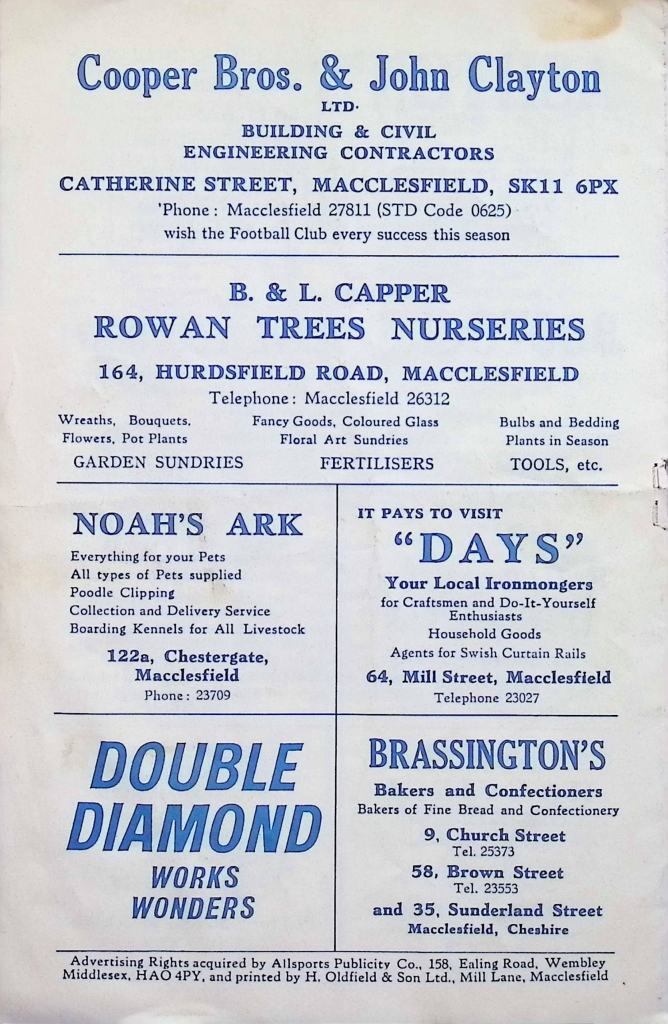 Cooper Bros. & John Clayton
LTD.
BUILDING & CIVIL
ENGINEERING CONTRACTORS
CATHERINE STREET, MACCLESFIELD, SK11 6PX
'Phone: Macclesfield 27811 (STD Code 0625)
wish the Football Club every success this season
B. & L. CAPPER
ROWAN TREES NURSERIES
164, HURDSFIELD ROAD, MACCLESFIELD
Telephone: Macclesfield 26312
Wreaths, Bouquets,
Flowers, Pot Plants
Fancy Goods, Coloured Glass
Floral Art Sundries
Bulbs and Bedding
Plants in Season
GARDEN SUNDRIES FERTILISERS TOOLS, etc.
NOAH'S ARK
Everything for your Pets
All types of Pets supplied
Poodle Clipping
Collection and Delivery Service
Boarding Kennels for All Livestock
122a, Chestergate,
Macclesfield
Phone: 23709
IT PAYS TO VISIT
"DAYS"
Your Local Ironmongers
for Craftsmen and Do-It-Yourself
Enthusiasts
Household Goods
Agents for Swish Curtain Rails
64, Mill Street, Macclesfield
Telephone 23027
DOUBLE
DIAMOND
WORKS
WONDERS
BRASSINGTON'S
Bakers and Confectioners
Bakers of Fine Bread and Confectionery
9, Church Street
Tel. 25373
58, Brown Street
Tel. 23553
and 35, Sunderland Street
Macclesfield, Cheshire
Advertising Rights acquired by Allsports Publicity Co., 158, Ealing Road, Wembley
Middlesex, HAO 4PY, and printed by H. Oldfield & Son Ltd., Mill Lane, Macclesfield